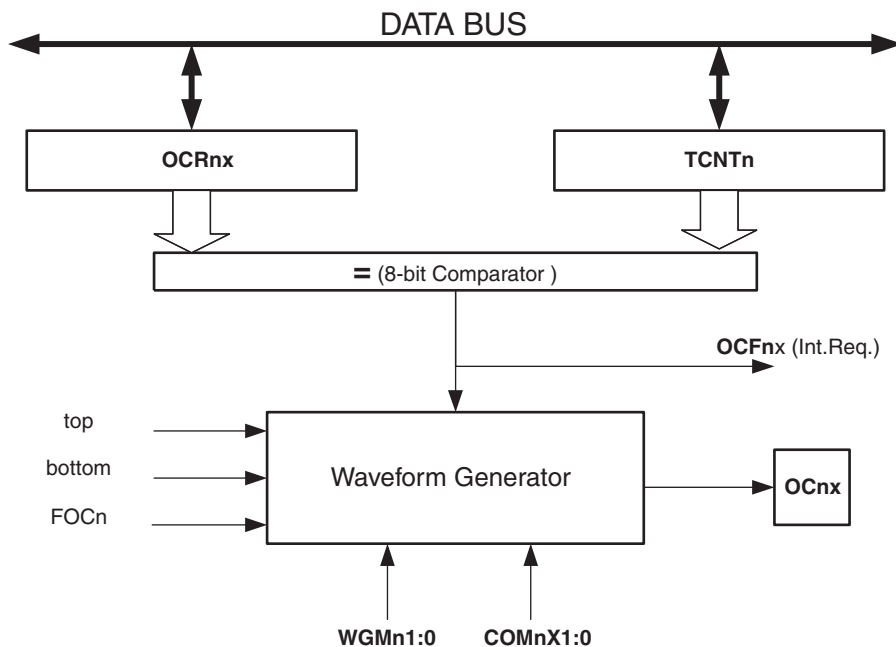 DATA BUS
OCRnx
TCNTn
= (8-bit Comparator )
OCFnx (Int.Req.)
top
bottom
FOCn
Waveform Generator
OCnx
WGMn1:0
COMnX1:0